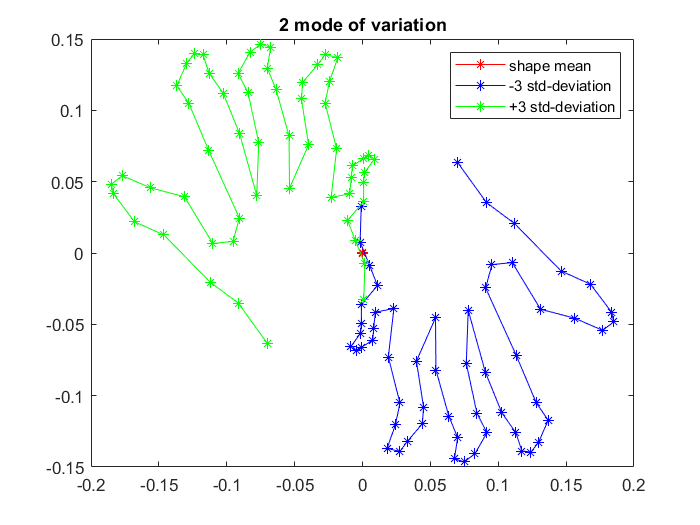 2 mode of variation
shape mean
-3 std-deviation
+3 std-deviation
0.15
0.1
0.05
0
-0.05
-0.1
-0.15
-0.2 -0.15 -0.1 -0.05 0 0.05 0.1 0.15 0.2